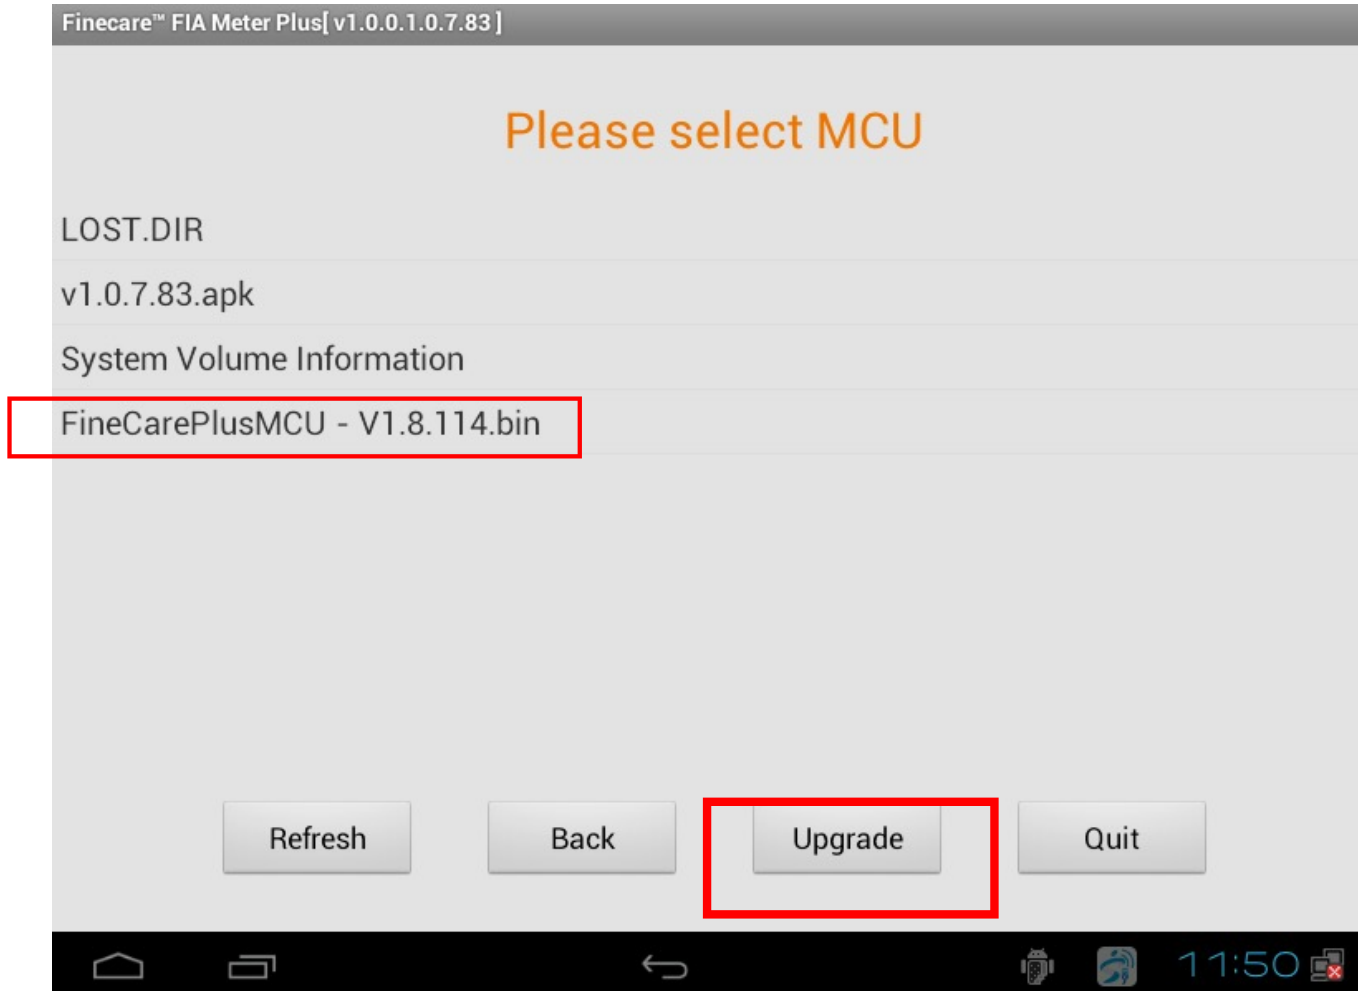 Finecare™ FIA Meter Plus[ v1.0.0.1.0.7.83 ]
Please select MCU
LOST.DIR
v1.0.7.83.apk
System Volume Information
FineCarePlusMCU - V1.8.114.bin
Refresh Back Upgrade Quit
11:50